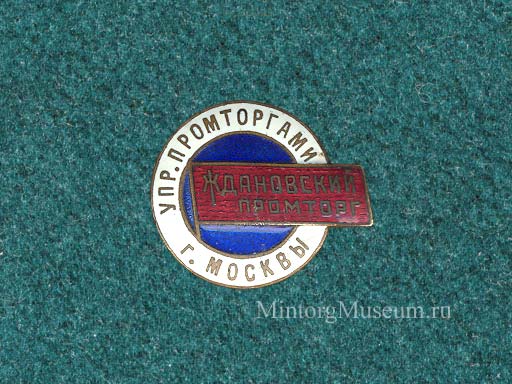 УПР. ПРОМТОРГАМИ
ЖДАНОВСКИЙ
ПРОМТОРГ
Г. МОСКВЫ
MintorgMuseum.ru